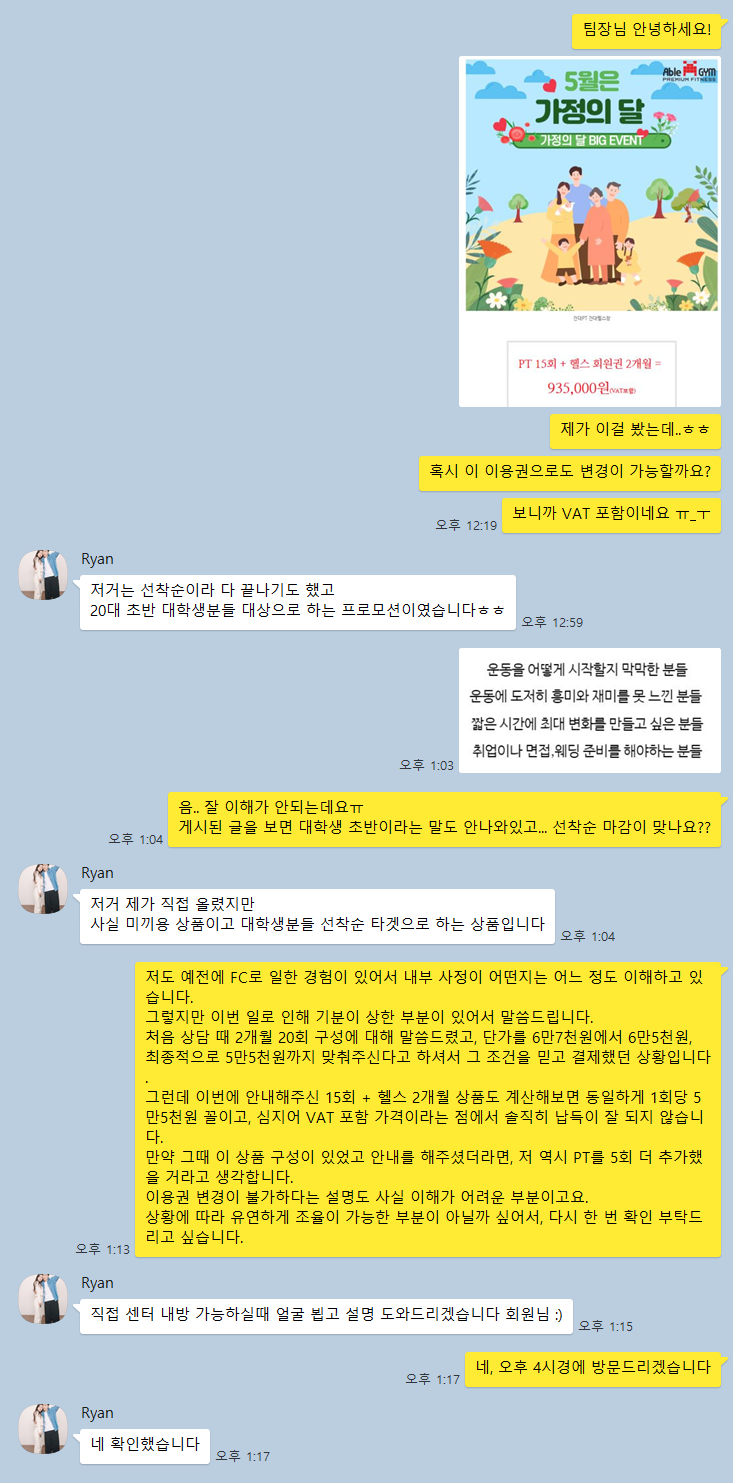 팀장님 안녕하세요!
Able GYM
PREMIUM FITNESS
5월은
가정의 달
가정의 달 BIG EVENT
건대PT 건대헬스장
PT 15회 + 헬스 회원권 2개월 =
935,000원(VAT포함)
제가 이걸 봤는데..ㅎㅎ
혹시 이 이용권으로도 변경이 가능할까요?
보니까 VAT 포함이네요 ㅠ_ㅜ
오후 12:19
Ryan
저거는 선착순이라 다 끝나기도 했고
20대 초반 대학생분들 대상으로 하는 프로모션이였습니다ㅎㅎ
오후 12:59
운동을 어떻게 시작할지 막막한 분들
운동에 도저히 흥미와 재미를 못 느낀 분들
짧은 시간에 최대 변화를 만들고 싶은 분들
취업이나 면접,웨딩 준비를 해야하는 분들
오후 1:03
음.. 잘 이해가 안되는데요ㅠ
게시된 글을 보면 대학생 초반이라는 말도 안나와있고... 선착순 마감이 맞나요??
오후 1:04
Ryan
저거 제가 직접 올렸지만
사실 미끼용 상품이고 대학생분들 선착순 타겟으로 하는 상품입니다
오후 1:04
저도 예전에 FC로 일한 경험이 있어서 내부 사정이 어떤지는 어느 정도 이해하고 있
습니다.
그렇지만 이번 일로 인해 기분이 상한 부분이 있어서 말씀드립니다.
처음 상담 때 2개월 20회 구성에 대해 말씀드렸고, 단가를 6만7천원에서 6만5천원,
최종적으로 5만5천원까지 맞춰주신다고 하셔서 그 조건을 믿고 결제했던 상황입니다
.
그런데 이번에 안내해주신 15회 + 헬스 2개월 상품도 계산해보면 동일하게 1회당 5
만5천원 꼴이고, 심지어 VAT 포함 가격이라는 점에서 솔직히 납득이 잘 되지 않습니
다.
만약 그때 이 상품 구성이 있었고 안내를 해주셨더라면, 저 역시 PT를 5회 더 추가했
을 거라고 생각합니다.
이용권 변경이 불가하다는 설명도 사실 이해가 어려운 부분이고요.
상황에 따라 유연하게 조율이 가능한 부분이 아닐까 싶어서, 다시 한 번 확인 부탁드
리고 싶습니다.
오후 1:13
Ryan
직접 센터 내방 가능하실때 얼굴 뵙고 설명 도와드리겠습니다 회원님 :)
오후 1:15
네, 오후 4시경에 방문드리겠습니다
오후 1:17
Ryan
네 확인했습니다
오후 1:17